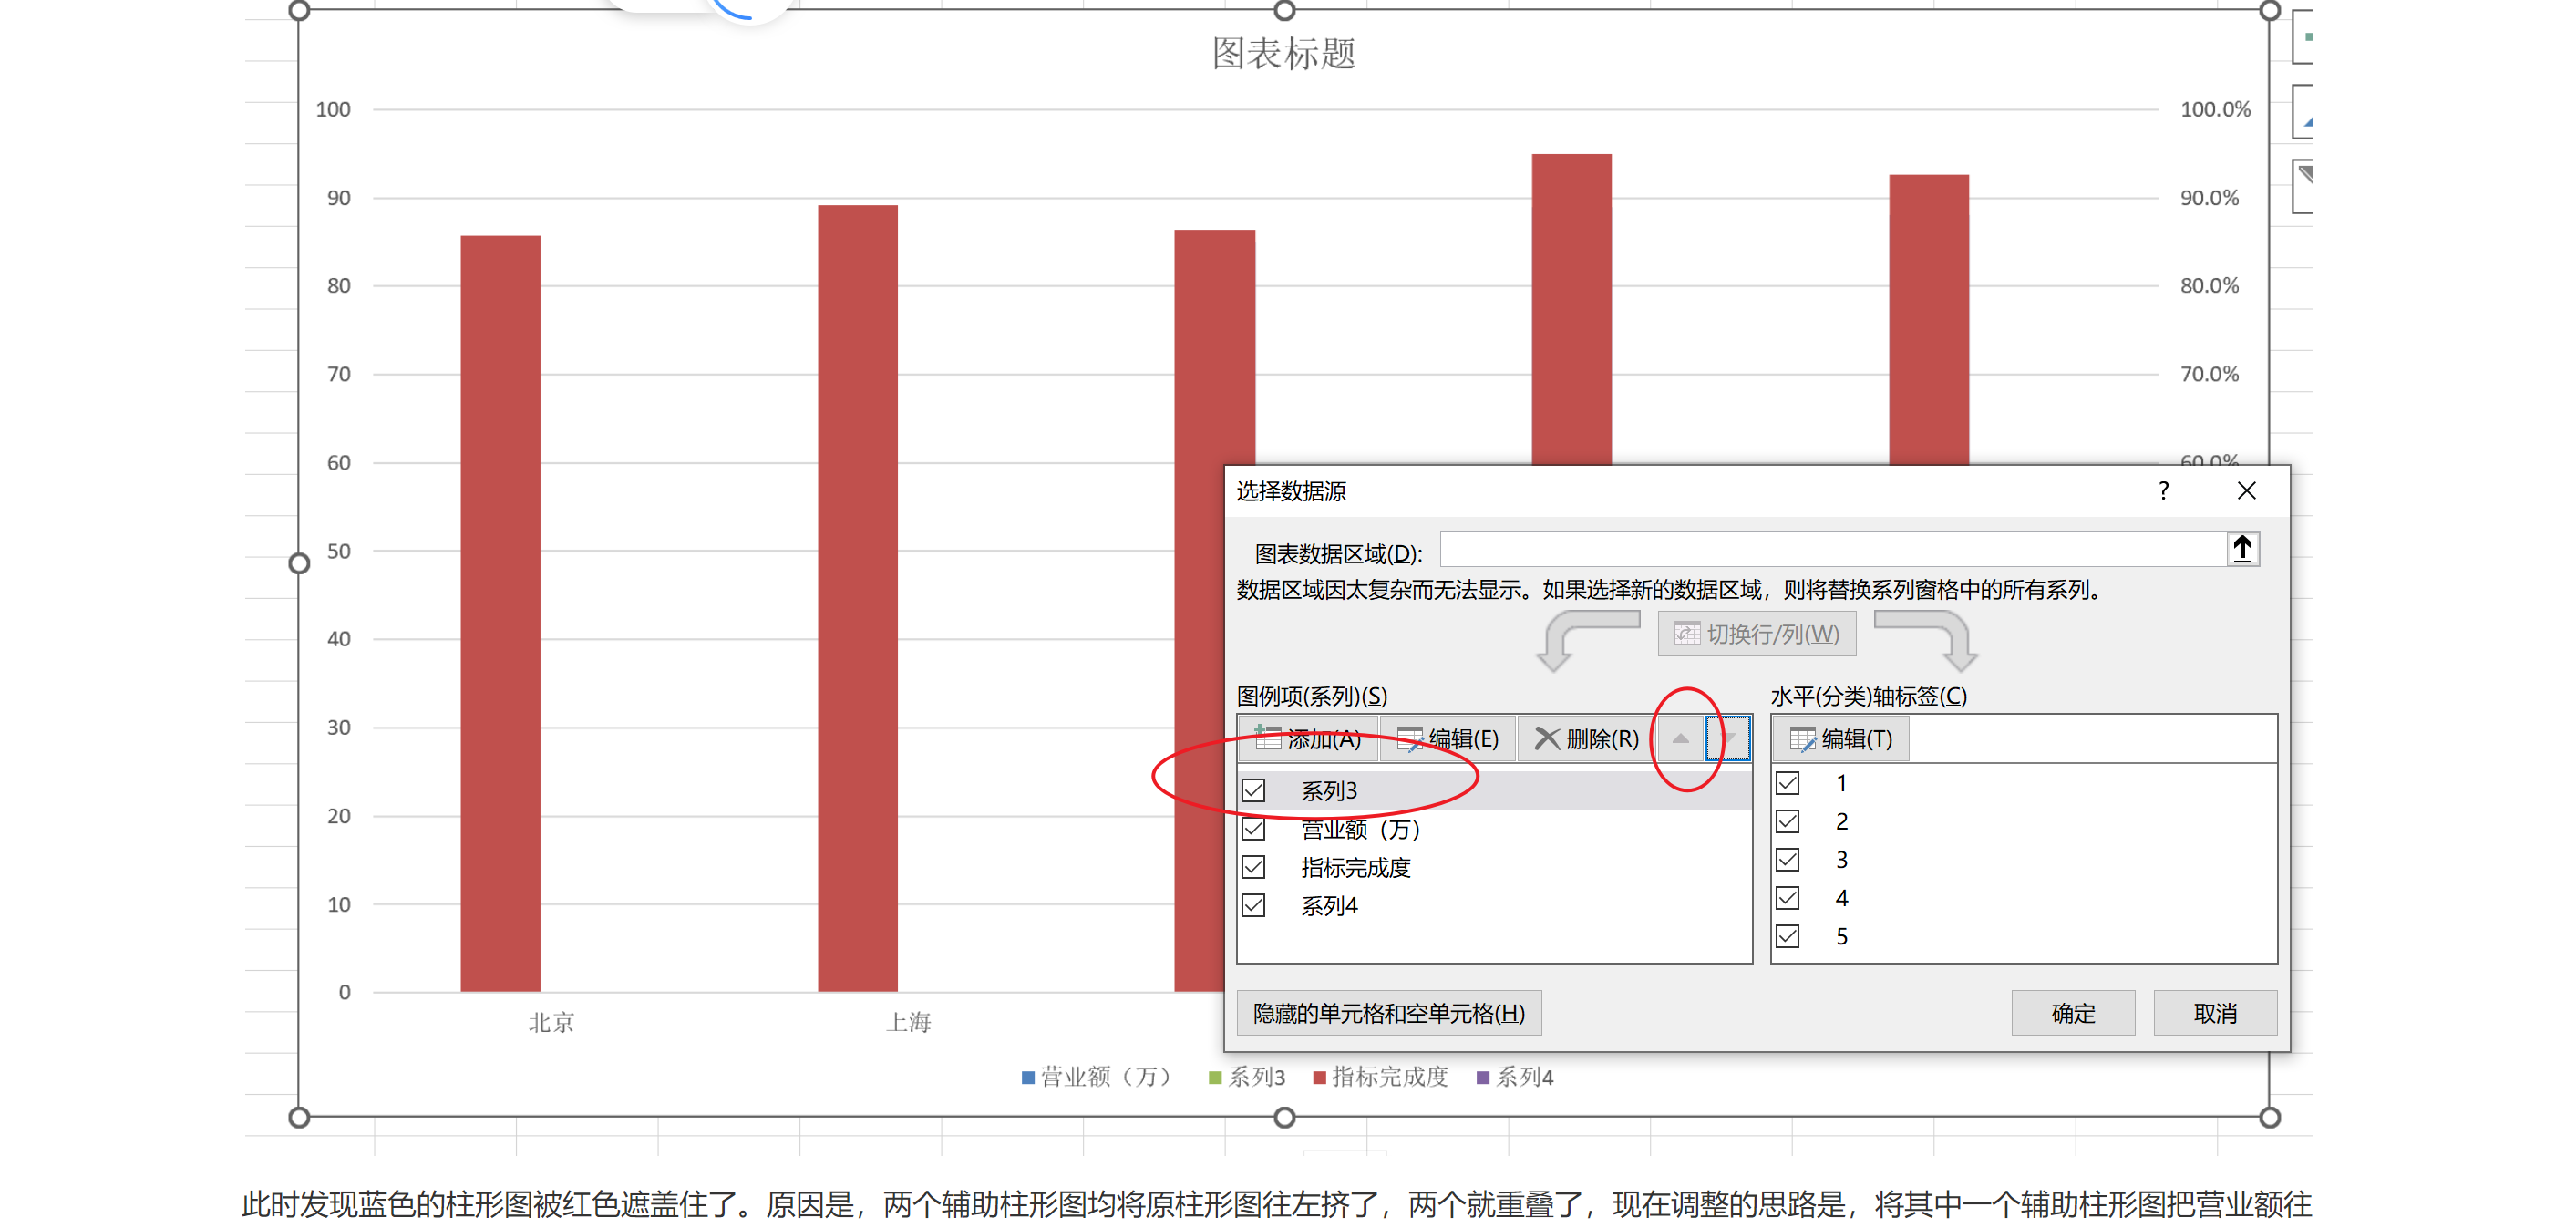 图表标题
100
100.0%
90
90.0%
80
80.0%
70
70.0%
60
60.0%
选择数据源
?
50
图表数据区域(D):
数据区域因太复杂而无法显示。如果选择新的数据区域，则将替换系列窗格中的所有系列。
40
切换行/列(W)
图例项(系列)(S)
水平(分类)轴标签(C)
30
添加(A)
编辑(E)
删除(R)
编辑(T)
系列3
营业额（万）
指标完成度
系列4
1
2
3
4
5
20
10
0
隐藏的单元格和空单元格(H)
确定
取消
北京
上海
营业额（万） 系列3 指标完成度 系列4
此时发现蓝色的柱形图被红色遮盖住了。原因是，两个辅助柱形图均将原柱形图往左挤了，两个就重叠了，现在调整的思路是，将其中一个辅助柱形图把营业额往